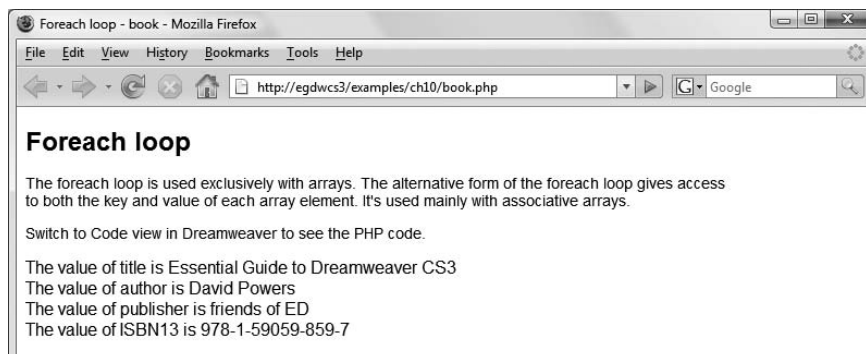 Foreach loop - book - Mozilla Firefox
File Edit View History Bookmarks Tools Help
http://egdwcs3/examples/ch10/book.php G Google
Foreach loop
The foreach loop is used exclusively with arrays. The alternative form of the foreach loop gives access
to both the key and value of each array element. It's used mainly with associative arrays.
Switch to Code view in Dreamweaver to see the PHP code.
The value of title is Essential Guide to Dreamweaver CS3
The value of author is David Powers
The value of publisher is friends of ED
The value of ISBN13 is 978-1-59059-859-7